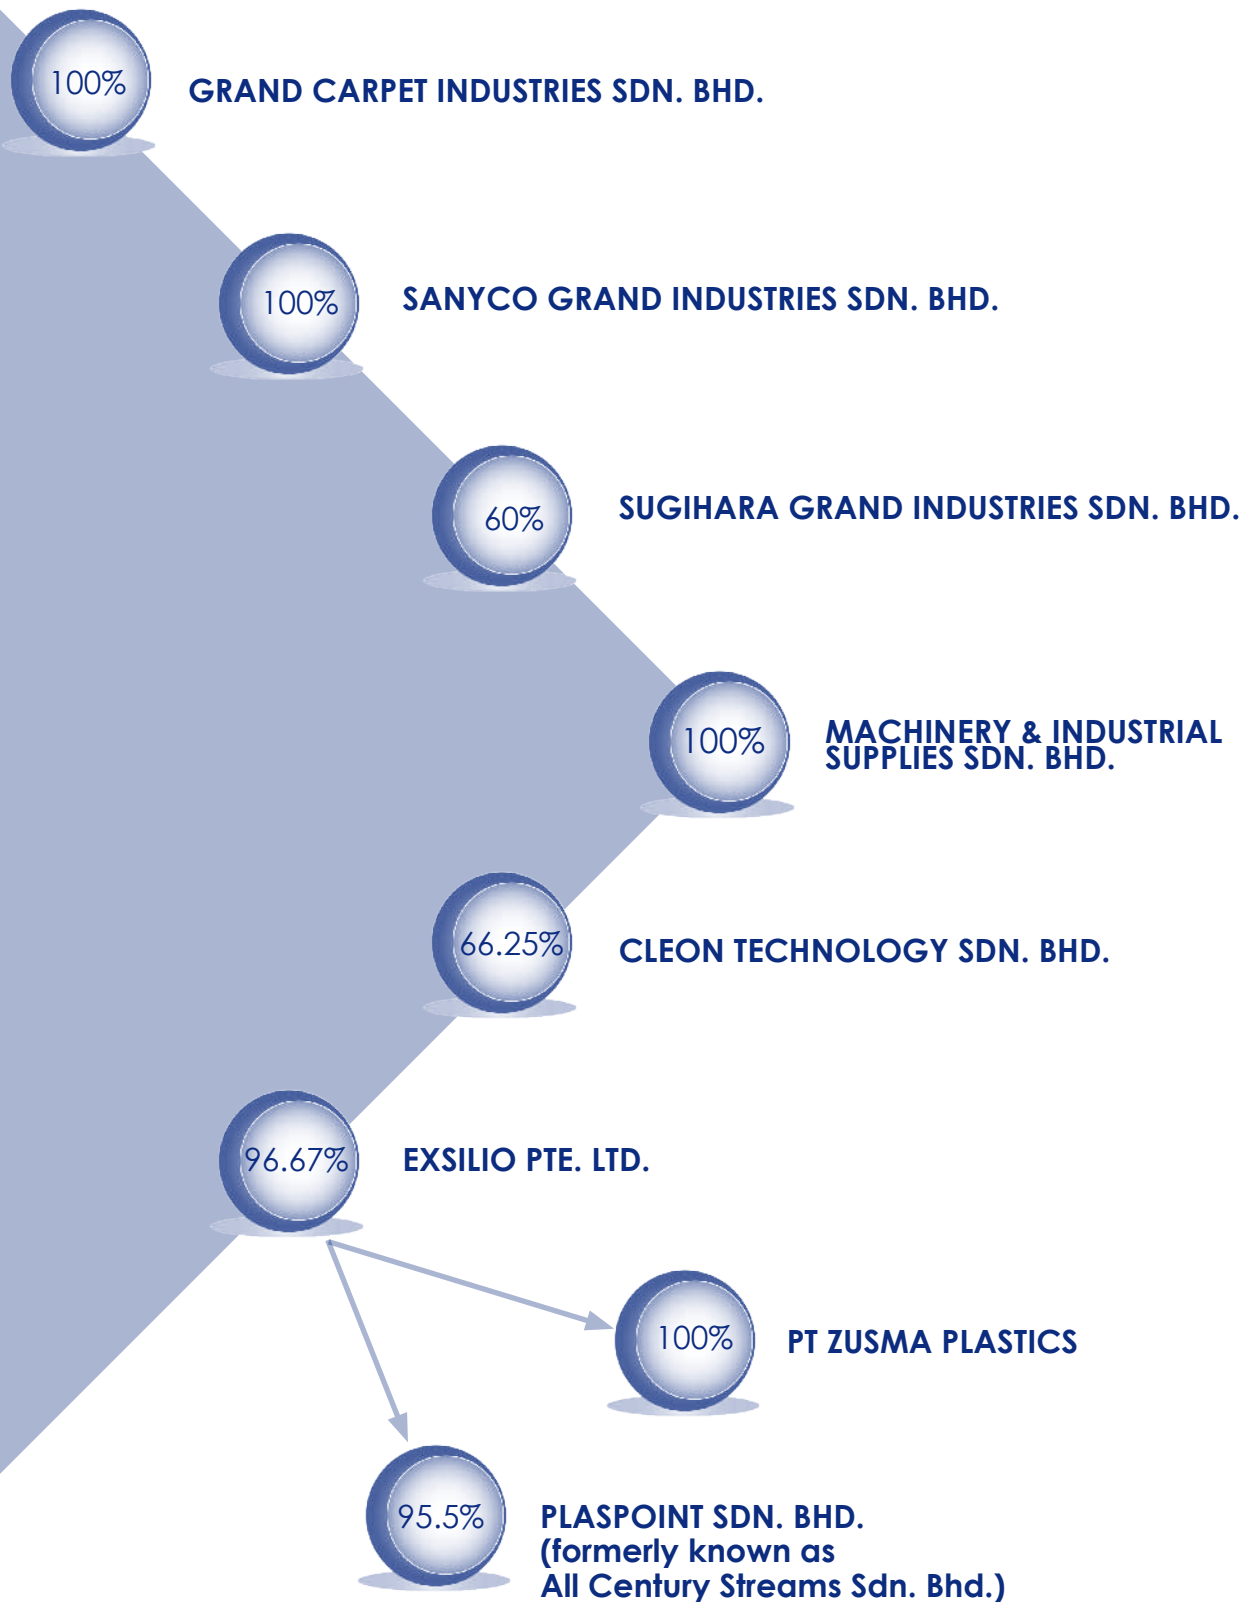 100%
GRAND CARPET INDUSTRIES SDN. BHD.
100%
SANYCO GRAND INDUSTRIES SDN. BHD.
60%
SUGIHARA GRAND INDUSTRIES SDN. BHD.
100%
MACHINERY & INDUSTRIAL
SUPPLIES SDN. BHD.
66.25%
CLEON TECHNOLOGY SDN. BHD.
96.67%
EXSILIO PTE. LTD.
100%
PT ZUSMA PLASTICS
95.5%
PLASPOINT SDN. BHD.
(formerly known as
All Century Streams Sdn. Bhd.)